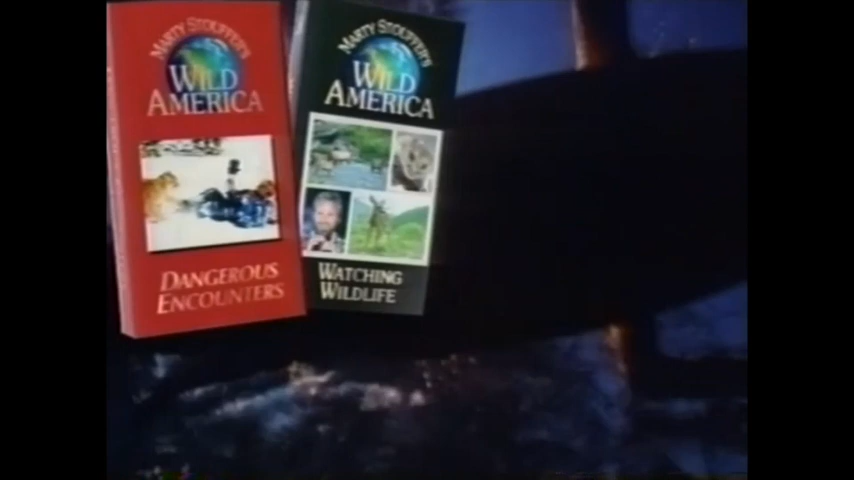 MARTY STOUFFER'S
WILD
AMERICA
DANGEROUS
ENCOUNTERS
MARTY STOUFFER'S
WILD
AMERICA
WATCHING
WILDLIFE